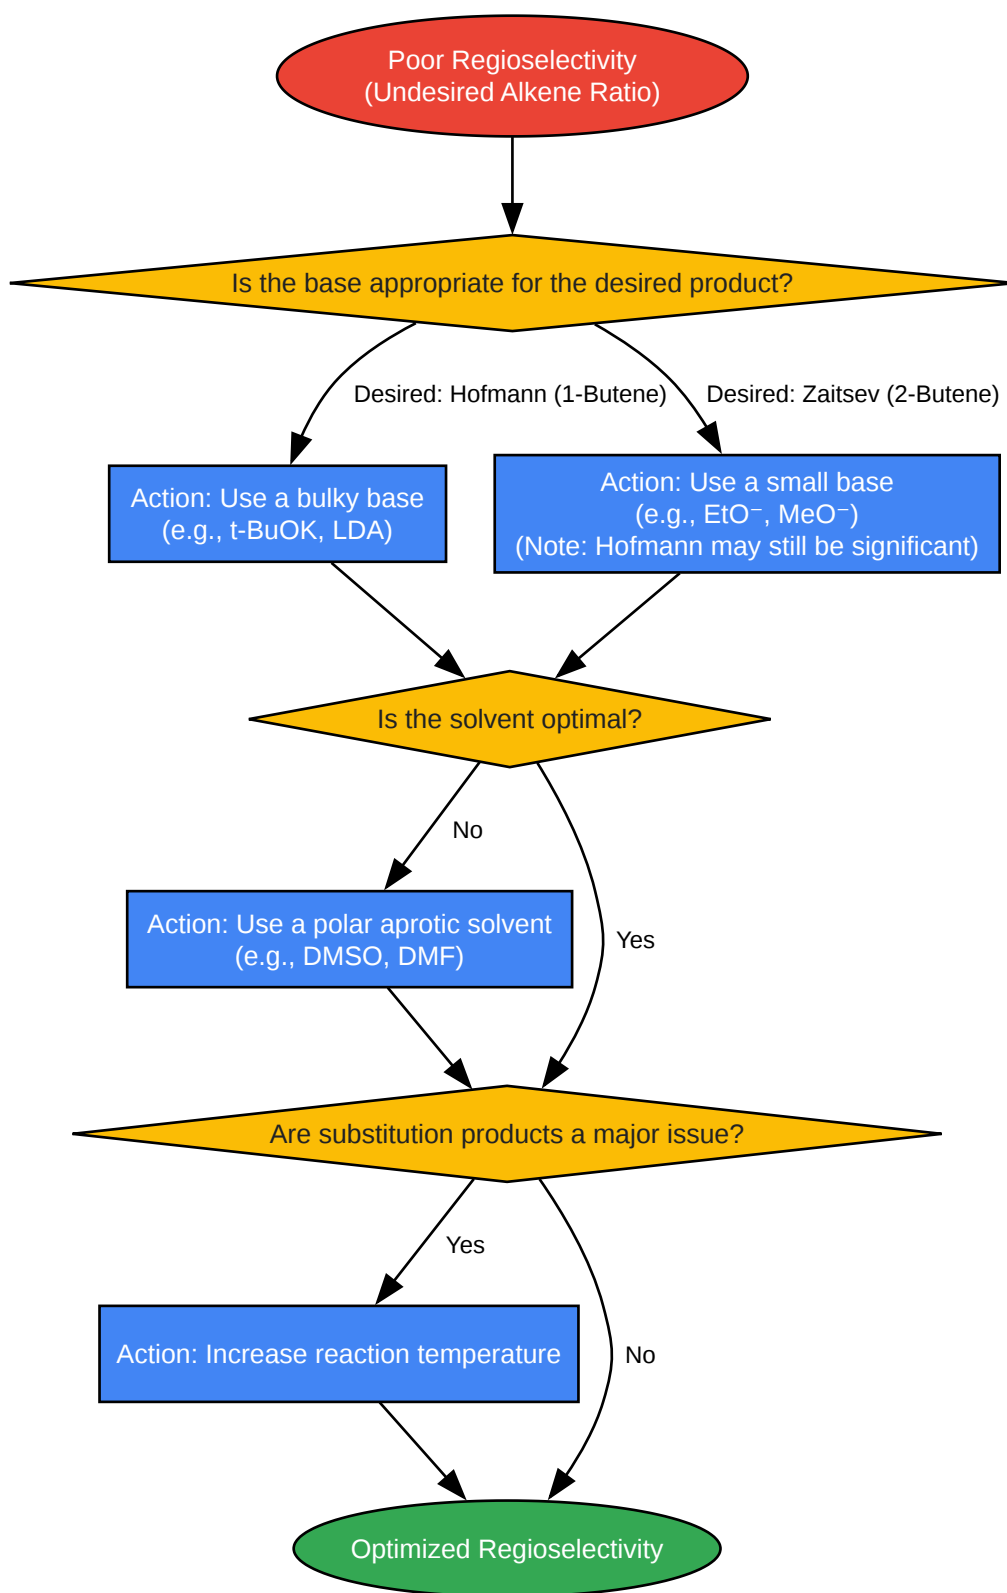 Poor Regioselectivity
(Undesired Alkene Ratio)
Is the base appropriate for the desired product?
Desired: Hofmann (1-Butene)
Desired: Zaitsev (2-Butene)
Action: Use a bulky base
(e.g., t-BuOK, LDA)
Action: Use a small base
(e.g., EtO⁻, MeO⁻)
(Note: Hofmann may still be significant)
Is the solvent optimal?
No
Action: Use a polar aprotic solvent
(e.g., DMSO, DMF)
Yes
Are substitution products a major issue?
Yes
Action: Increase reaction temperature
No
Optimized Regioselectivity